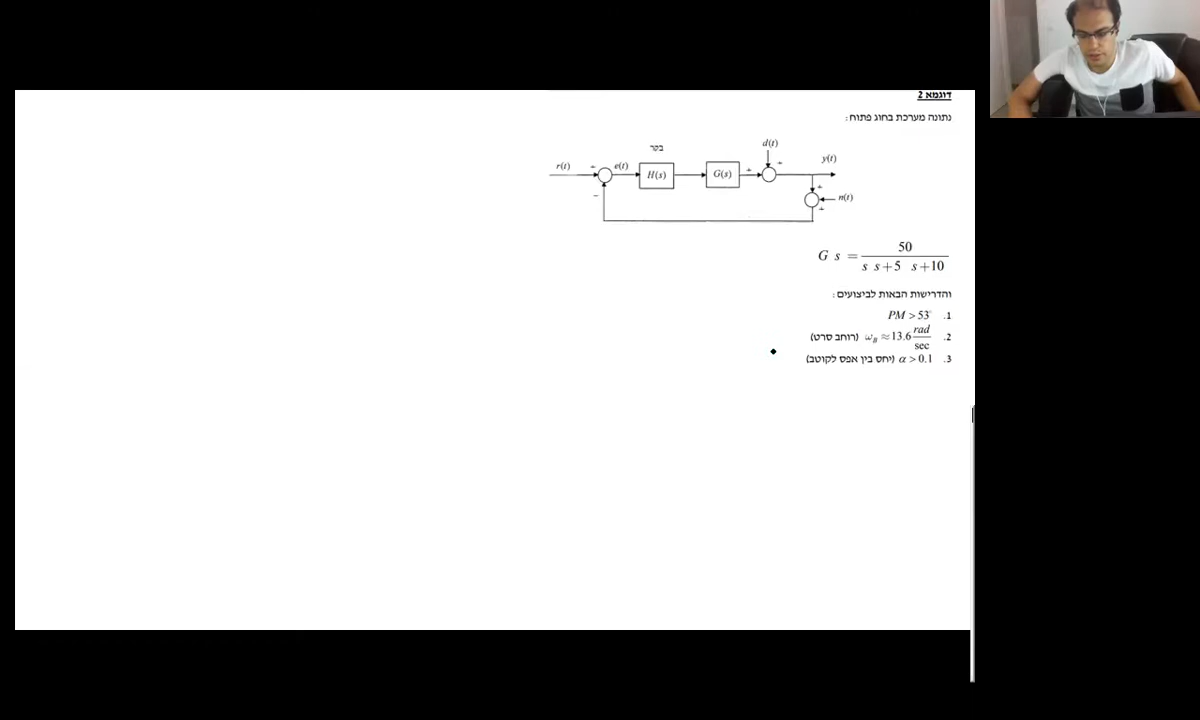 דוגמא 2
נתונה מערכת בחוג פתוח:
בקר
d(t)
r(t) + e(t) H(s) G(s) + + y(t)
− + n(t)
+
G s = 50 / s s+5 s+10
והדרישות הבאות לביצועים:
1. PM > 53°
2. ω_B ≈ 13.6 rad/sec (רוחב סרט)
3. α > 0.1 (יחס בין אפס לקוטב)